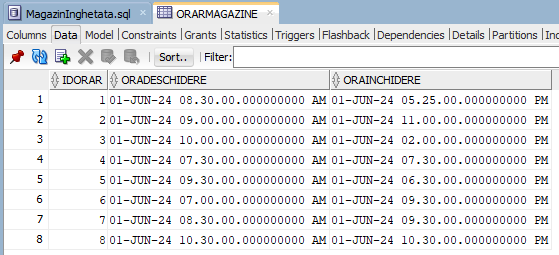 MagazinInghetata.sql ORARMAGAZINE
Columns Data Model Constraints Grants Statistics Triggers Flashback Dependencies Details Partitions
Sort.. Filter:
IDORAR ORADESCHIDERE ORAINCHIDERE
1 1 01-JUN-24 08.30.00.000000000 AM 01-JUN-24 05.25.00.000000000 PM
2 2 01-JUN-24 09.00.00.000000000 AM 01-JUN-24 11.00.00.000000000 PM
3 3 01-JUN-24 10.00.00.000000000 AM 01-JUN-24 02.00.00.000000000 PM
4 4 01-JUN-24 07.30.00.000000000 AM 01-JUN-24 07.30.00.000000000 PM
5 5 01-JUN-24 09.30.00.000000000 AM 01-JUN-24 06.30.00.000000000 PM
6 6 01-JUN-24 07.00.00.000000000 AM 01-JUN-24 09.30.00.000000000 PM
7 7 01-JUN-24 08.30.00.000000000 AM 01-JUN-24 09.30.00.000000000 PM
8 8 01-JUN-24 10.30.00.000000000 AM 01-JUN-24 10.30.00.000000000 PM